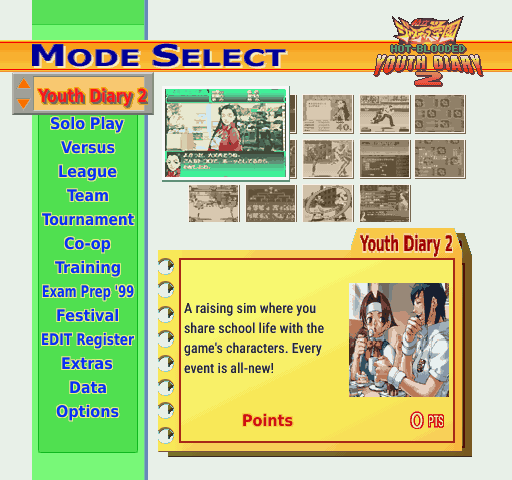 MODE SELECT
HOT-BLOODED
YOUTH DIARY
2
Youth Diary 2
Solo Play
Versus
League
Team
Tournament
Co-op
Training
Exam Prep '99
Festival
EDIT Register
Extras
Data
Options
Youth Diary 2
A raising sim where you
share school life with the
game's characters. Every
event is all-new!
Points
0 PTS